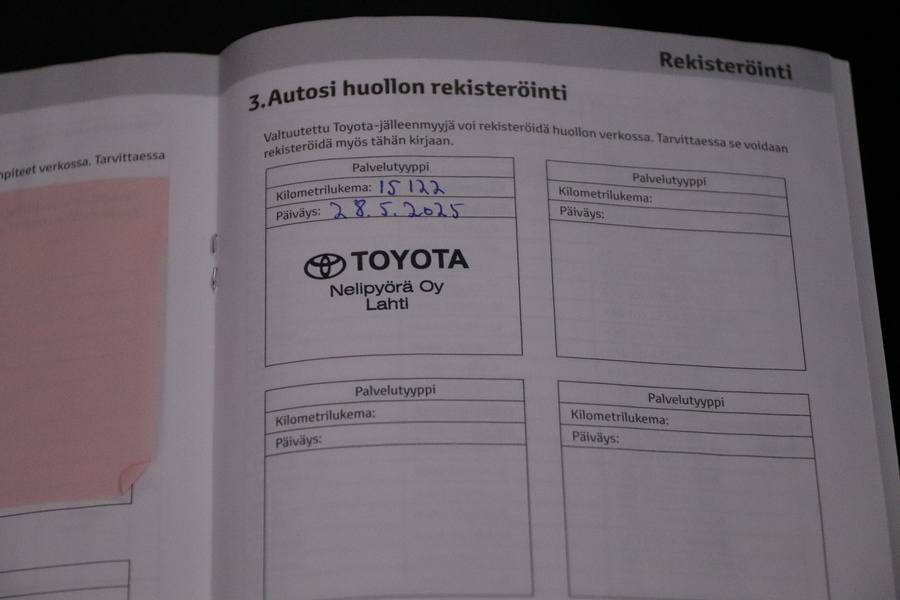 npiteet verkossa. Tarvittaessa
Rekisteröinti
3.Autosi huollon rekisteröinti
Valtuutettu Toyota-jälleenmyyjä voi rekisteröidä huollon verkossa. Tarvittaessa se voidaan
rekisteröidä myös tähän kirjaan.
Palvelutyyppi
Kilometrilukema: 15 122
Päiväys: 28.5.2025
TOYOTA
Nelipyörä Oy
Lahti
Palvelutyyppi
Kilometrilukema:
Päiväys:
Palvelutyyppi
Kilometrilukema:
Päiväys:
Palvelutyyppi
Kilometrilukema:
Päiväys: